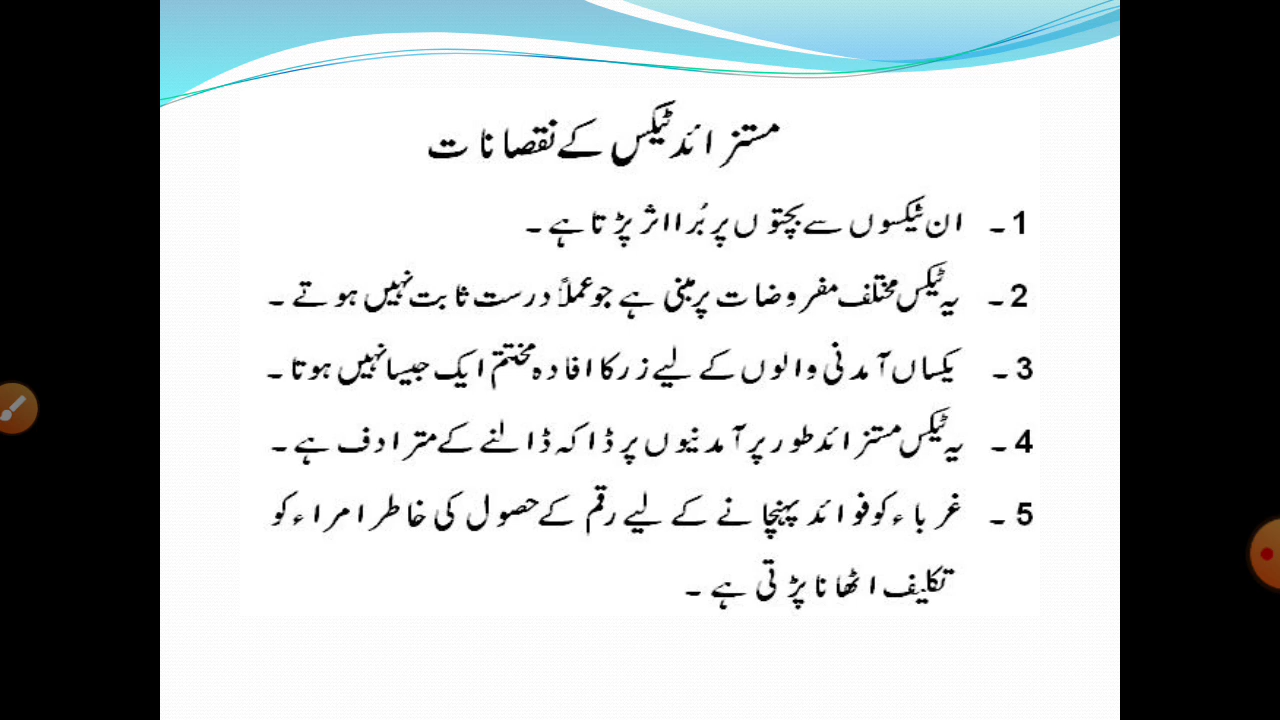 مستزائد ٹیکس کے نقصانات
1۔ ان ٹیکسوں سے بچتوں پر بُرا اثر پڑتا ہے۔
2۔ یہ ٹیکس مختلف مفروضات پر مبنی ہے جو عملاً درست ثابت نہیں ہوتے۔
3۔ یکساں آمدنی والوں کے لیے زر کا افادہ مختتم ایک جیسا نہیں ہوتا۔
4۔ یہ ٹیکس مستزائد طور پر آمدنیوں پر ڈاکہ ڈالنے کے مترادف ہے۔
5۔ غرباء کو فوائد پہنچانے کے لیے رقم کے حصول کی خاطر امراء کو
تکلیف اٹھانا پڑتی ہے۔